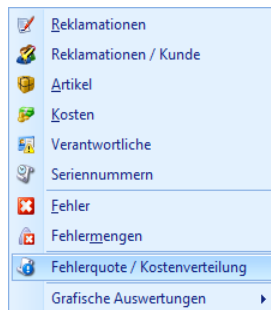 Reklamationen
Reklamationen / Kunde
Artikel
Kosten
Verantwortliche
Seriennummern
Fehler
Fehlermengen
Fehlerquote / Kostenverteilung
Grafische Auswertungen